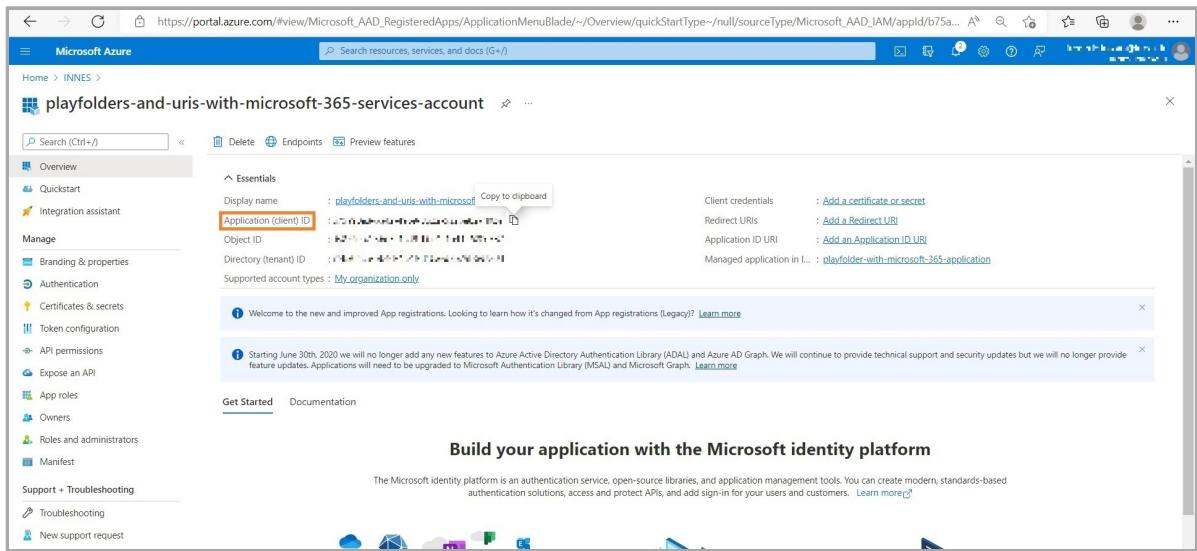 https://portal.azure.com/#view/Microsoft_AAD_RegisteredApps/ApplicationMenuBlade/~/Overview/quickStartType~/null/sourceType/Microsoft_AAD_IAM/appId/b75a...
Microsoft Azure
Search resources, services, and docs (G+/)
2
Home > INNES >
playfolders-and-uris-with-microsoft-365-services-account
Search (Ctrl+/)
Delete
Endpoints
Preview features
Overview
Quickstart
Integration assistant
Manage
Branding & properties
Authentication
Certificates & secrets
Token configuration
API permissions
Expose an API
App roles
Owners
Roles and administrators
Manifest
Support + Troubleshooting
Troubleshooting
New support request
Essentials
Copy to clipboard
Display name : playfolders-and-uris-with-microsof
Application (client) ID :
Object ID :
Directory (tenant) ID :
Supported account types : My organization only
Client credentials : Add a certificate or secret
Redirect URIs : Add a Redirect URI
Application ID URI : Add an Application ID URI
Managed application in l... : playfolder-with-microsoft-365-application
Welcome to the new and improved App registrations. Looking to learn how it's changed from App registrations (Legacy)? Learn more
Starting June 30th, 2020 we will no longer add any new features to Azure Active Directory Authentication Library (ADAL) and Azure AD Graph. We will continue to provide technical support and security updates but we will no longer provide
feature updates. Applications will need to be upgraded to Microsoft Authentication Library (MSAL) and Microsoft Graph. Learn more
Get Started Documentation
Build your application with the Microsoft identity platform
The Microsoft identity platform is an authentication service, open-source libraries, and application management tools. You can create modern, standards-based
authentication solutions, access and protect APIs, and add sign-in for your users and customers. Learn more